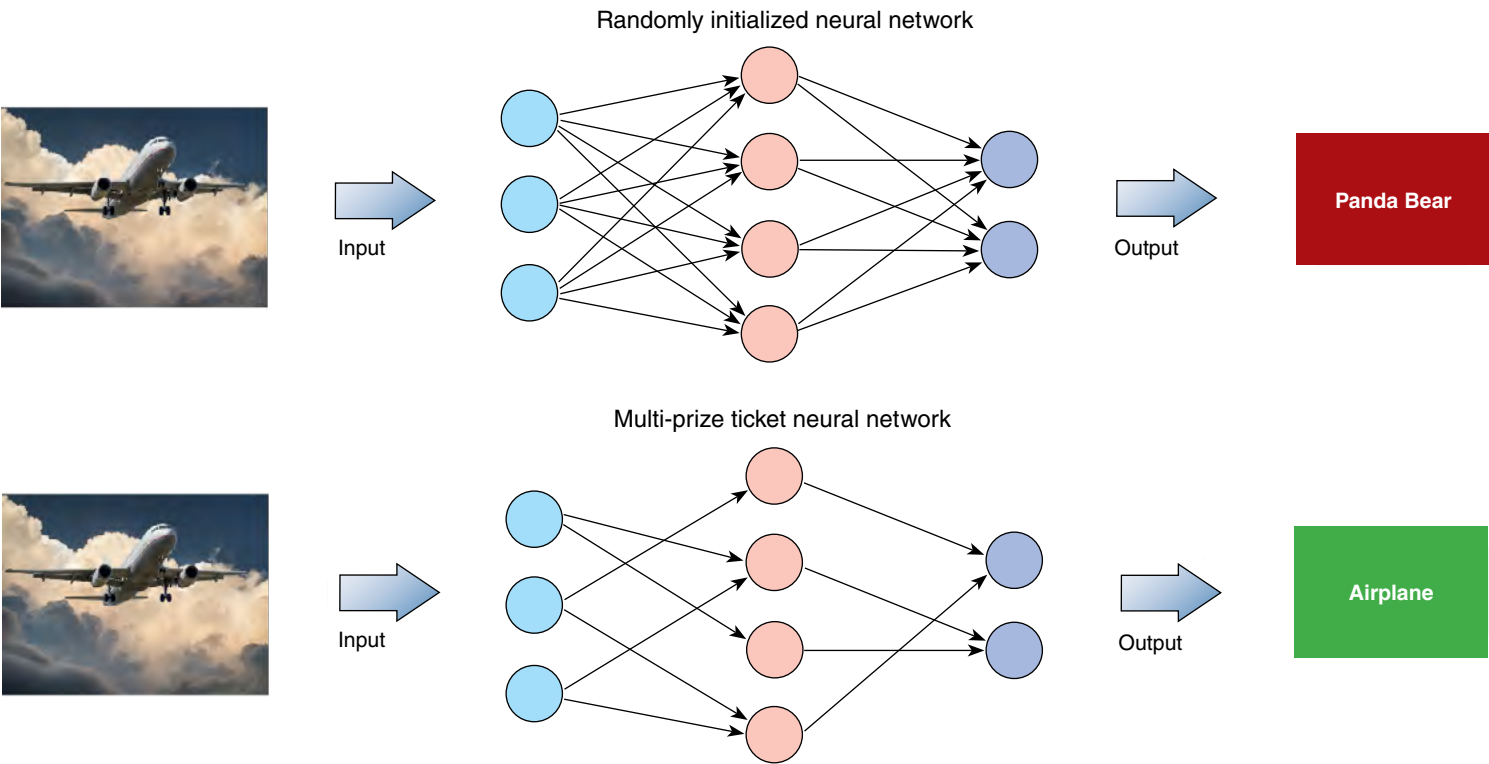 Randomly initialized neural network
Input
Output
Panda Bear
Multi-prize ticket neural network
Input
Output
Airplane